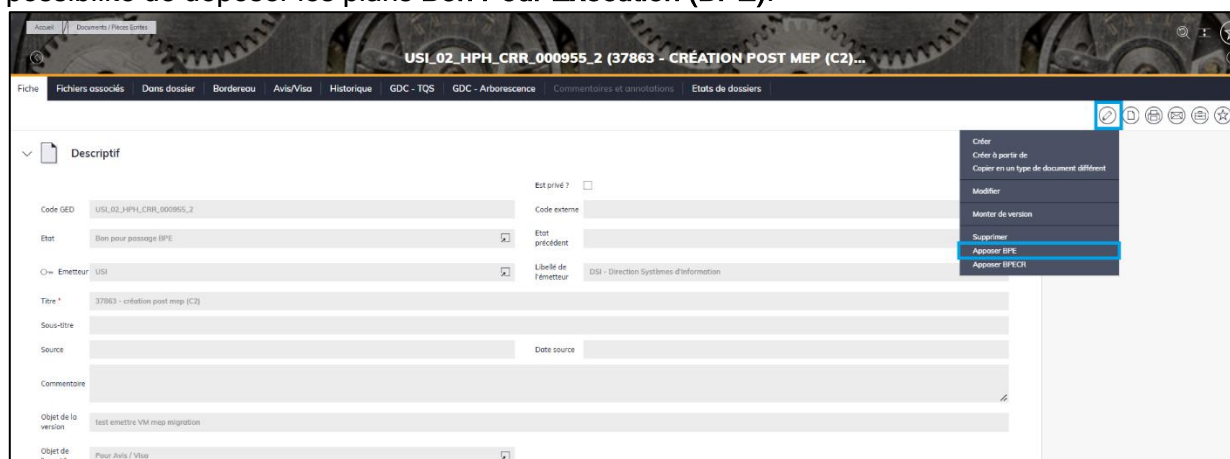 possibilité de déposer les plans Bon Pour Exécution (BPE).
Accueil Documents / Pièces Ecrites
USI_02_HPH_CRR_000955_2 (37863 - CRÉATION POST MEP (C2)...
Fiche Fichiers associés Dans dossier Bordereau Avis/Visa Historique GDC - TQS GDC - Arborescence Commentaires et annotations Etats de dossiers
Créer
Créer à partir de
Copier en un type de document différent
Modifier
Monter de version
Supprimer
Apposer BPE
Apposer BPECR
Descriptif
Est privé ?
Code GED USI_02_HPH_CRR_000955_2 Code externe
Etat Bon pour passage BPE Etat précédent
Emetteur USI Libellé de l'émetteur DSI - Direction Systèmes d'Information
Titre * 37863 - création post mep (C2)
Sous-titre
Source Date source
Commentaire
Objet de la version test emettre VM mep migration
Objet de Pour Avis / Visa